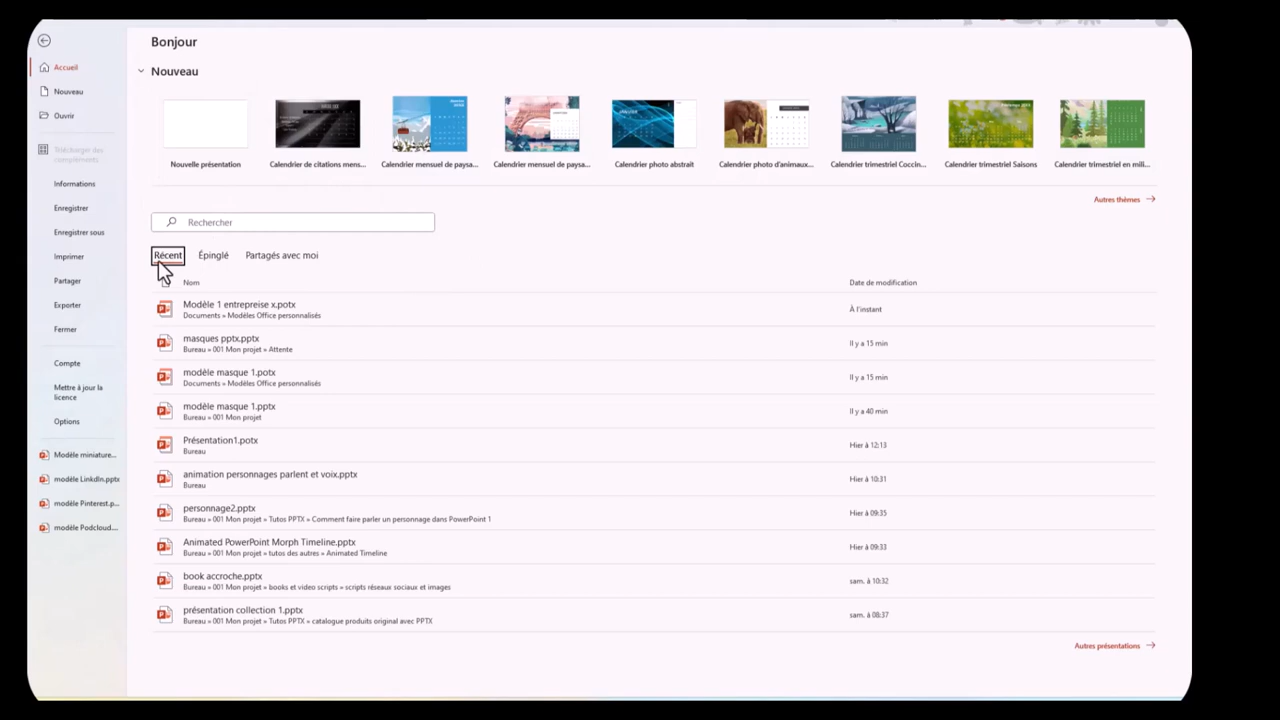 Bonjour
Accueil
Nouveau
Nouveau
Ouvrir
Télécharger des
compléments
Informations
Enregistrer
Enregistrer sous
Imprimer
Partager
Exporter
Fermer
Compte
Mettre à jour la
licence
Options
Modèle miniature...
modèle LinkdIn.pptx
modèle Pinterest.p...
modèle Podcloud....
Nouvelle présentation
Calendrier de citations mens...
Calendrier mensuel de paysa...
Calendrier mensuel de paysa...
Calendrier photo abstrait
Calendrier photo d'animaux...
Calendrier trimestriel Coccin...
Calendrier trimestriel Saisons
Calendrier trimestriel en mili...
Autres thèmes
Rechercher
Récent Épinglé Partagés avec moi
Nom Date de modification
Modèle 1 entrepreise x.potx
Documents » Modèles Office personnalisés
À l'instant
masques pptx.pptx
Bureau » 001 Mon projet » Attente
Il y a 15 min
modèle masque 1.potx
Documents » Modèles Office personnalisés
Il y a 15 min
modèle masque 1.pptx
Bureau » 001 Mon projet
Il y a 40 min
Présentation1.potx
Bureau
Hier à 12:13
animation personnages parlent et voix.pptx
Bureau
Hier à 10:31
personnage2.pptx
Bureau » 001 Mon projet » Tutos PPTX » Comment faire parler un personnage dans PowerPoint 1
Hier à 09:35
Animated PowerPoint Morph Timeline.pptx
Bureau » 001 Mon projet » tutos des autres » Animated Timeline
Hier à 09:33
book accroche.pptx
Bureau » 001 Mon projet » books et video scripts » scripts réseaux sociaux et images
sam. à 10:32
présentation collection 1.pptx
Bureau » 001 Mon projet » Tutos PPTX » catalogue produits original avec PPTX
sam. à 08:37
Autres présentations